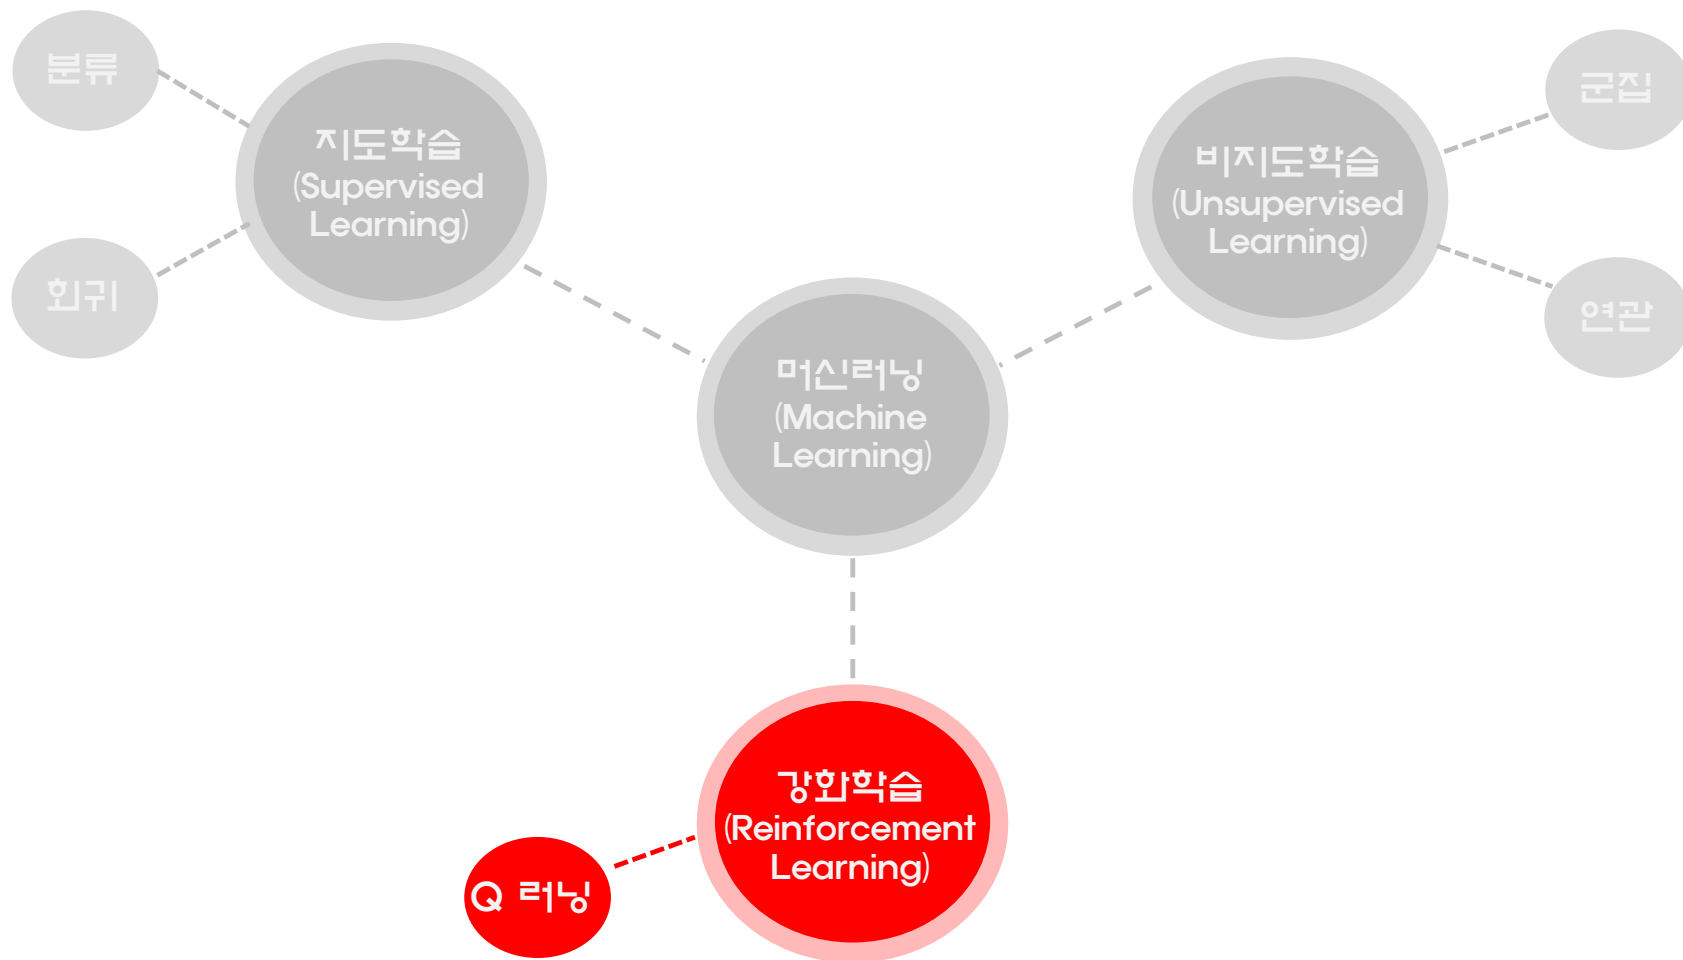 분류
지도학습
(Supervised
Learning)
회귀
비지도학습
(Unsupervised
Learning)
군집
연관
머신러닝
(Machine
Learning)
강화학습
(Reinforcement
Learning)
Q 러닝